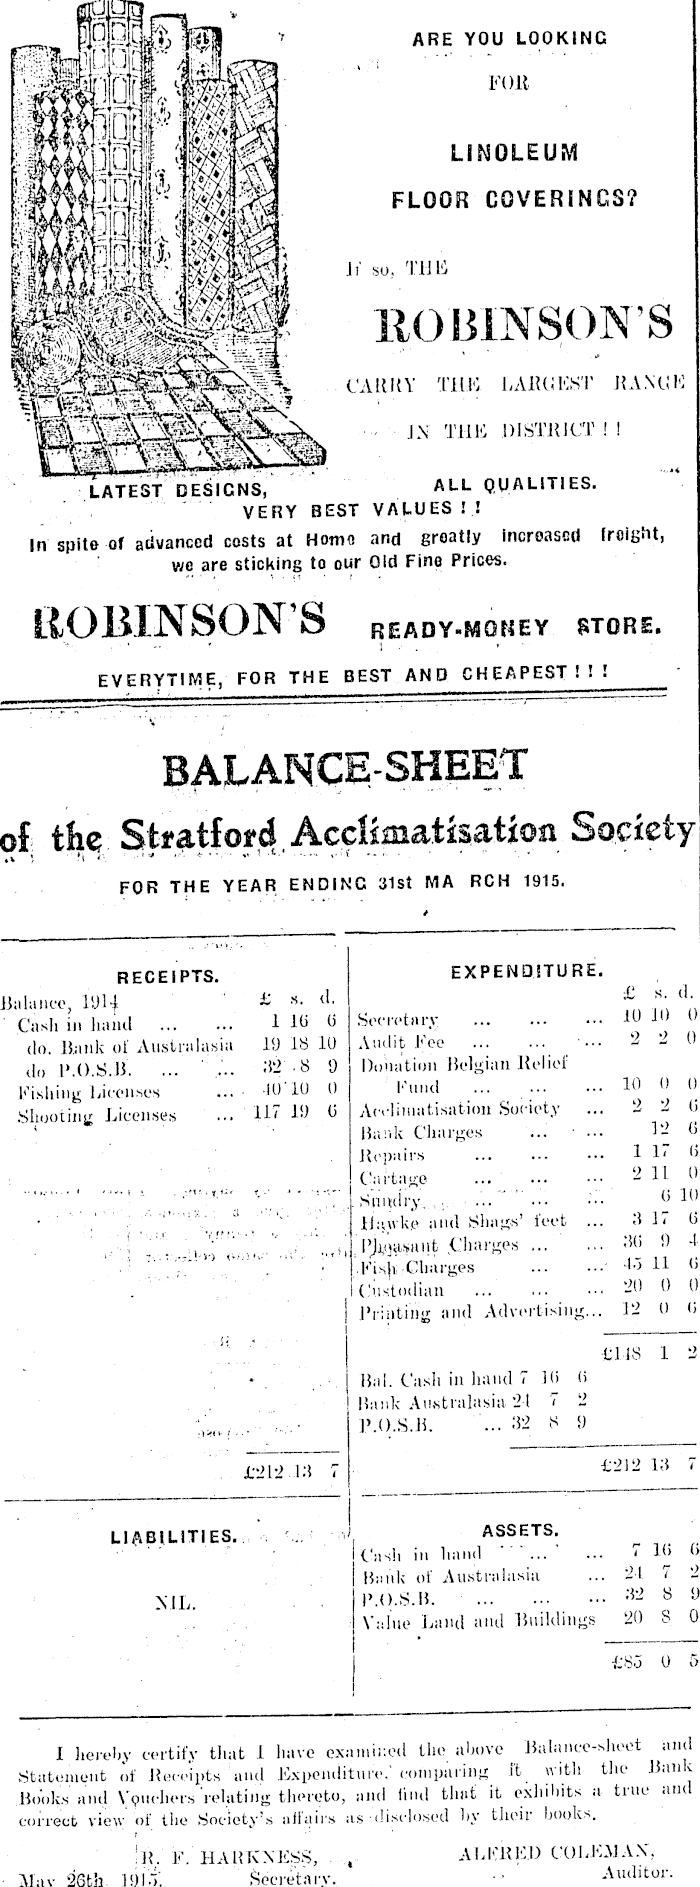 ARE YOU LOOKING
FOR
LINOLEUM
FLOOR COVERINGS?
If so, THE
ROBINSON'S
CARRY THE LARGEST RANGE
IN THE DISTRICT!!
LATEST DESIGNS, ALL QUALITIES.
VERY BEST VALUES!!
In spite of advanced costs at Home and greatly increased freight,
we are sticking to our Old Fine Prices.
ROBINSON'S READY-MONEY STORE.
EVERYTIME, FOR THE BEST AND CHEAPEST!!!
BALANCE-SHEET
of the Stratford Acclimatisation Society
FOR THE YEAR ENDING 31st MA RCH 1915.
RECEIPTS.
Balance, 1914 £ s. d.
Cash in hand ... ... 1 16 6
do. Bank of Australasia 19 18 10
do P.O.S.B. ... ... 32 8 9
Fishing Licenses ... 40 10 0
Shooting Licenses ... 117 19 6
£212 13 7
EXPENDITURE.
£ s. d.
Secretary ... ... ... 10 10 0
Audit Fee ... ... ... 2 2 0
Donation Belgian Relief
Fund ... ... ... 10 0 0
Acclimatisation Society ... 2 2 6
Bank Charges ... ... 12 6
Repairs ... ... ... 1 17 6
Cartage ... ... ... 2 11 0
Sundry ... ... ... 6 10
Hawke and Shags' feet ... 3 17 6
Pheasant Charges ... ... 36 9 4
Fish Charges ... ... 45 11 6
Custodian ... ... ... 20 0 0
Printing and Advertising... 12 0 6
£148 1 2
Bal. Cash in hand 7 16 6
Bank Australasia 24 7 2
P.O.S.B. ... 32 8 9
£212 13 7
LIABILITIES.
NIL.
ASSETS.
Cash in hand ... ... 7 16 6
Bank of Australasia ... 24 7 2
P.O.S.B. ... ... ... 32 8 9
Value Land and Buildings 20 8 0
£85 0 5
I hereby certify that I have examined the above Balance-sheet and
Statement of Receipts and Expenditure, comparing it with the Bank
Books and Vouchers relating thereto, and find that it exhibits a true and
correct view of the Society's affairs as disclosed by their books.
R. F. HARKNESS, ALFRED COLEMAN,
May 26th 1915. Secretary. Auditor.